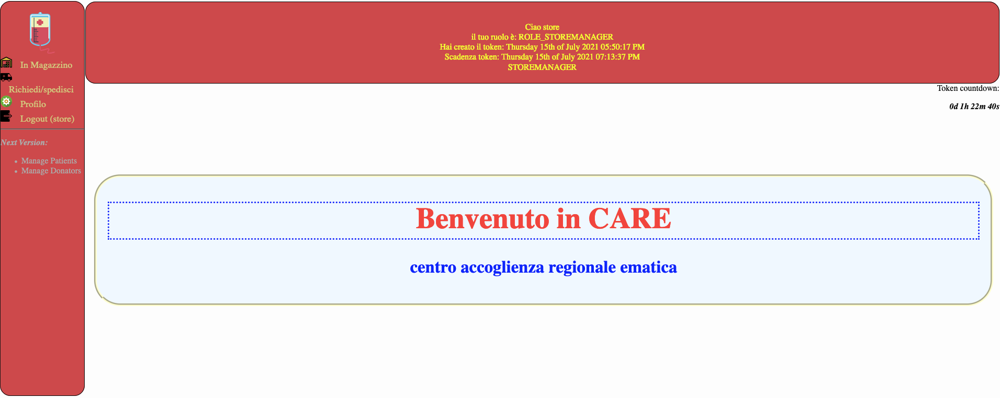 In Magazzino
Richiedi/spedisci
Profilo
Logout (store)
Next Version:
Manage Patients
Manage Donators
Ciao store
il tuo ruolo è: ROLE_STOREMANAGER
Hai creato il token: Thursday 15th of July 2021 05:50:17 PM
Scadenza token: Thursday 15th of July 2021 07:13:37 PM
STOREMANAGER
Token countdown:
0d 1h 22m 40s
Benvenuto in CARE
centro accoglienza regionale ematica